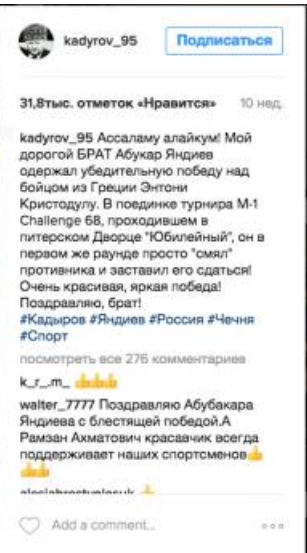 kadyrov_95
Подписаться
31,8тыс. отметок «Нравится»
10 нед.
kadyrov_95 Ассаламу алайкум! Мой
дорогой БРАТ Абукар Яндиев
одержал убедительную победу над
бойцом из Греции Энтони
Кристодулу. В поединке турнира M-1
Challenge 68, проходившем в
питерском Дворце "Юбилейный", он в
первом же раунде просто "смял"
противника и заставил его сдаться!
Очень красивая, яркая победа!
Поздравляю, брат!
#Кадыров #Яндиев #Россия #Чечня
#Спорт
посмотреть все 276 комментариев
k_r_.m_ 👍👍👍
walter_7777 Поздравляю Абубакара
Яндиева с блестящей победой.А
Рамзан Ахматович красавчик всегда
поддерживает наших спортсменов👍
👍👍
Add a comment...